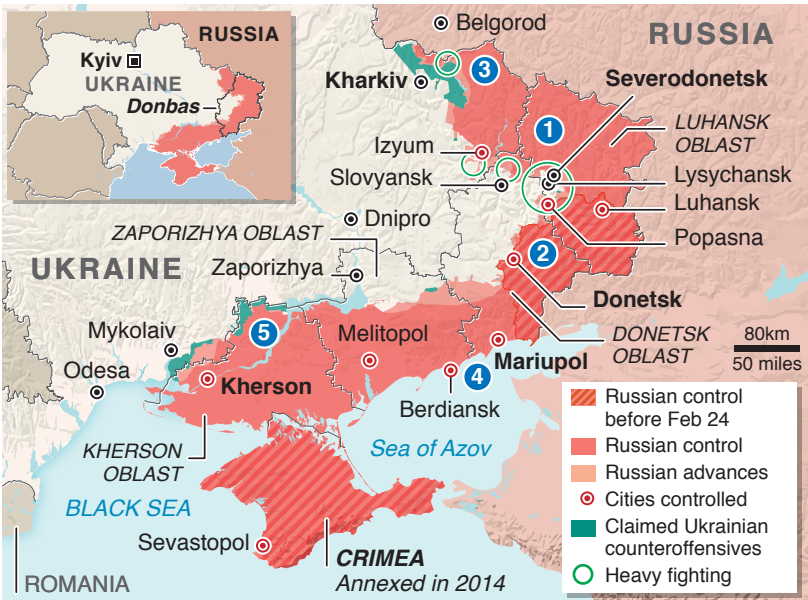 RUSSIA
Kyiv
UKRAINE
Donbas
Belgorod
RUSSIA
Kharkiv
3
Severodonetsk
1
LUHANSK
OBLAST
Izyum
Slovyansk
Lysychansk
Luhansk
Popasna
Dnipro
ZAPORIZHYA OBLAST
2
UKRAINE
Zaporizhya
Donetsk
Mykolaiv
5
Melitopol
DONETSK
OBLAST
80km
50 miles
Odesa
Kherson
4
Mariupol
Berdiansk
KHERSON
OBLAST
Sea of Azov
BLACK SEA
Sevastopol
CRIMEA
Annexed in 2014
ROMANIA
Russian control
before Feb 24
Russian control
Russian advances
Cities controlled
Claimed Ukrainian
counteroffensives
Heavy fighting